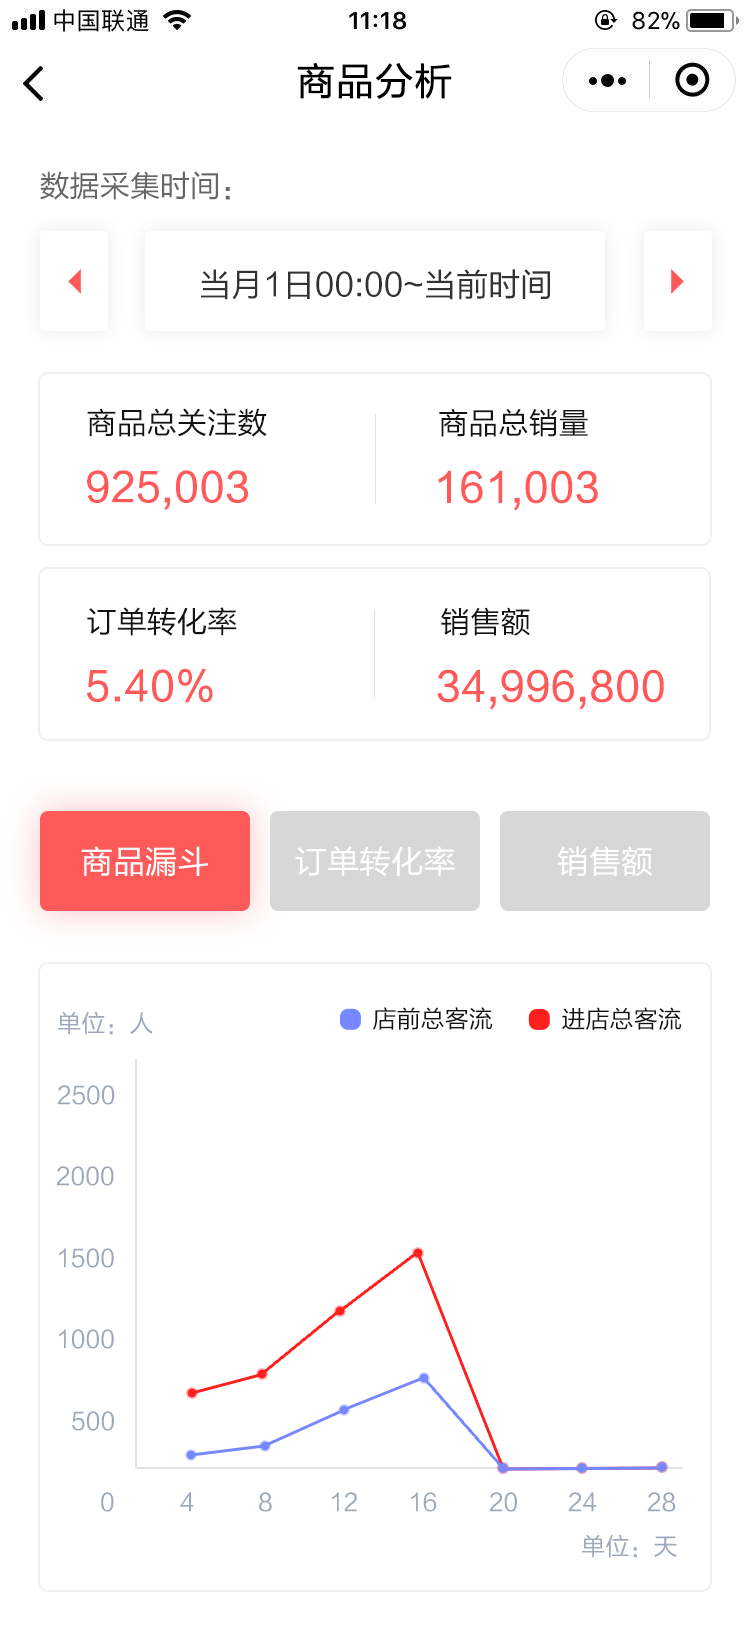 中国联通 11:18 82%
商品分析
数据采集时间：
当月1日00:00~当前时间
商品总关注数 商品总销量
925,003 161,003
订单转化率 销售额
5.40% 34,996,800
商品漏斗 订单转化率 销售额
单位：人 店前总客流 进店总客流
2500
2000
1500
1000
500
0 4 8 12 16 20 24 28
单位：天